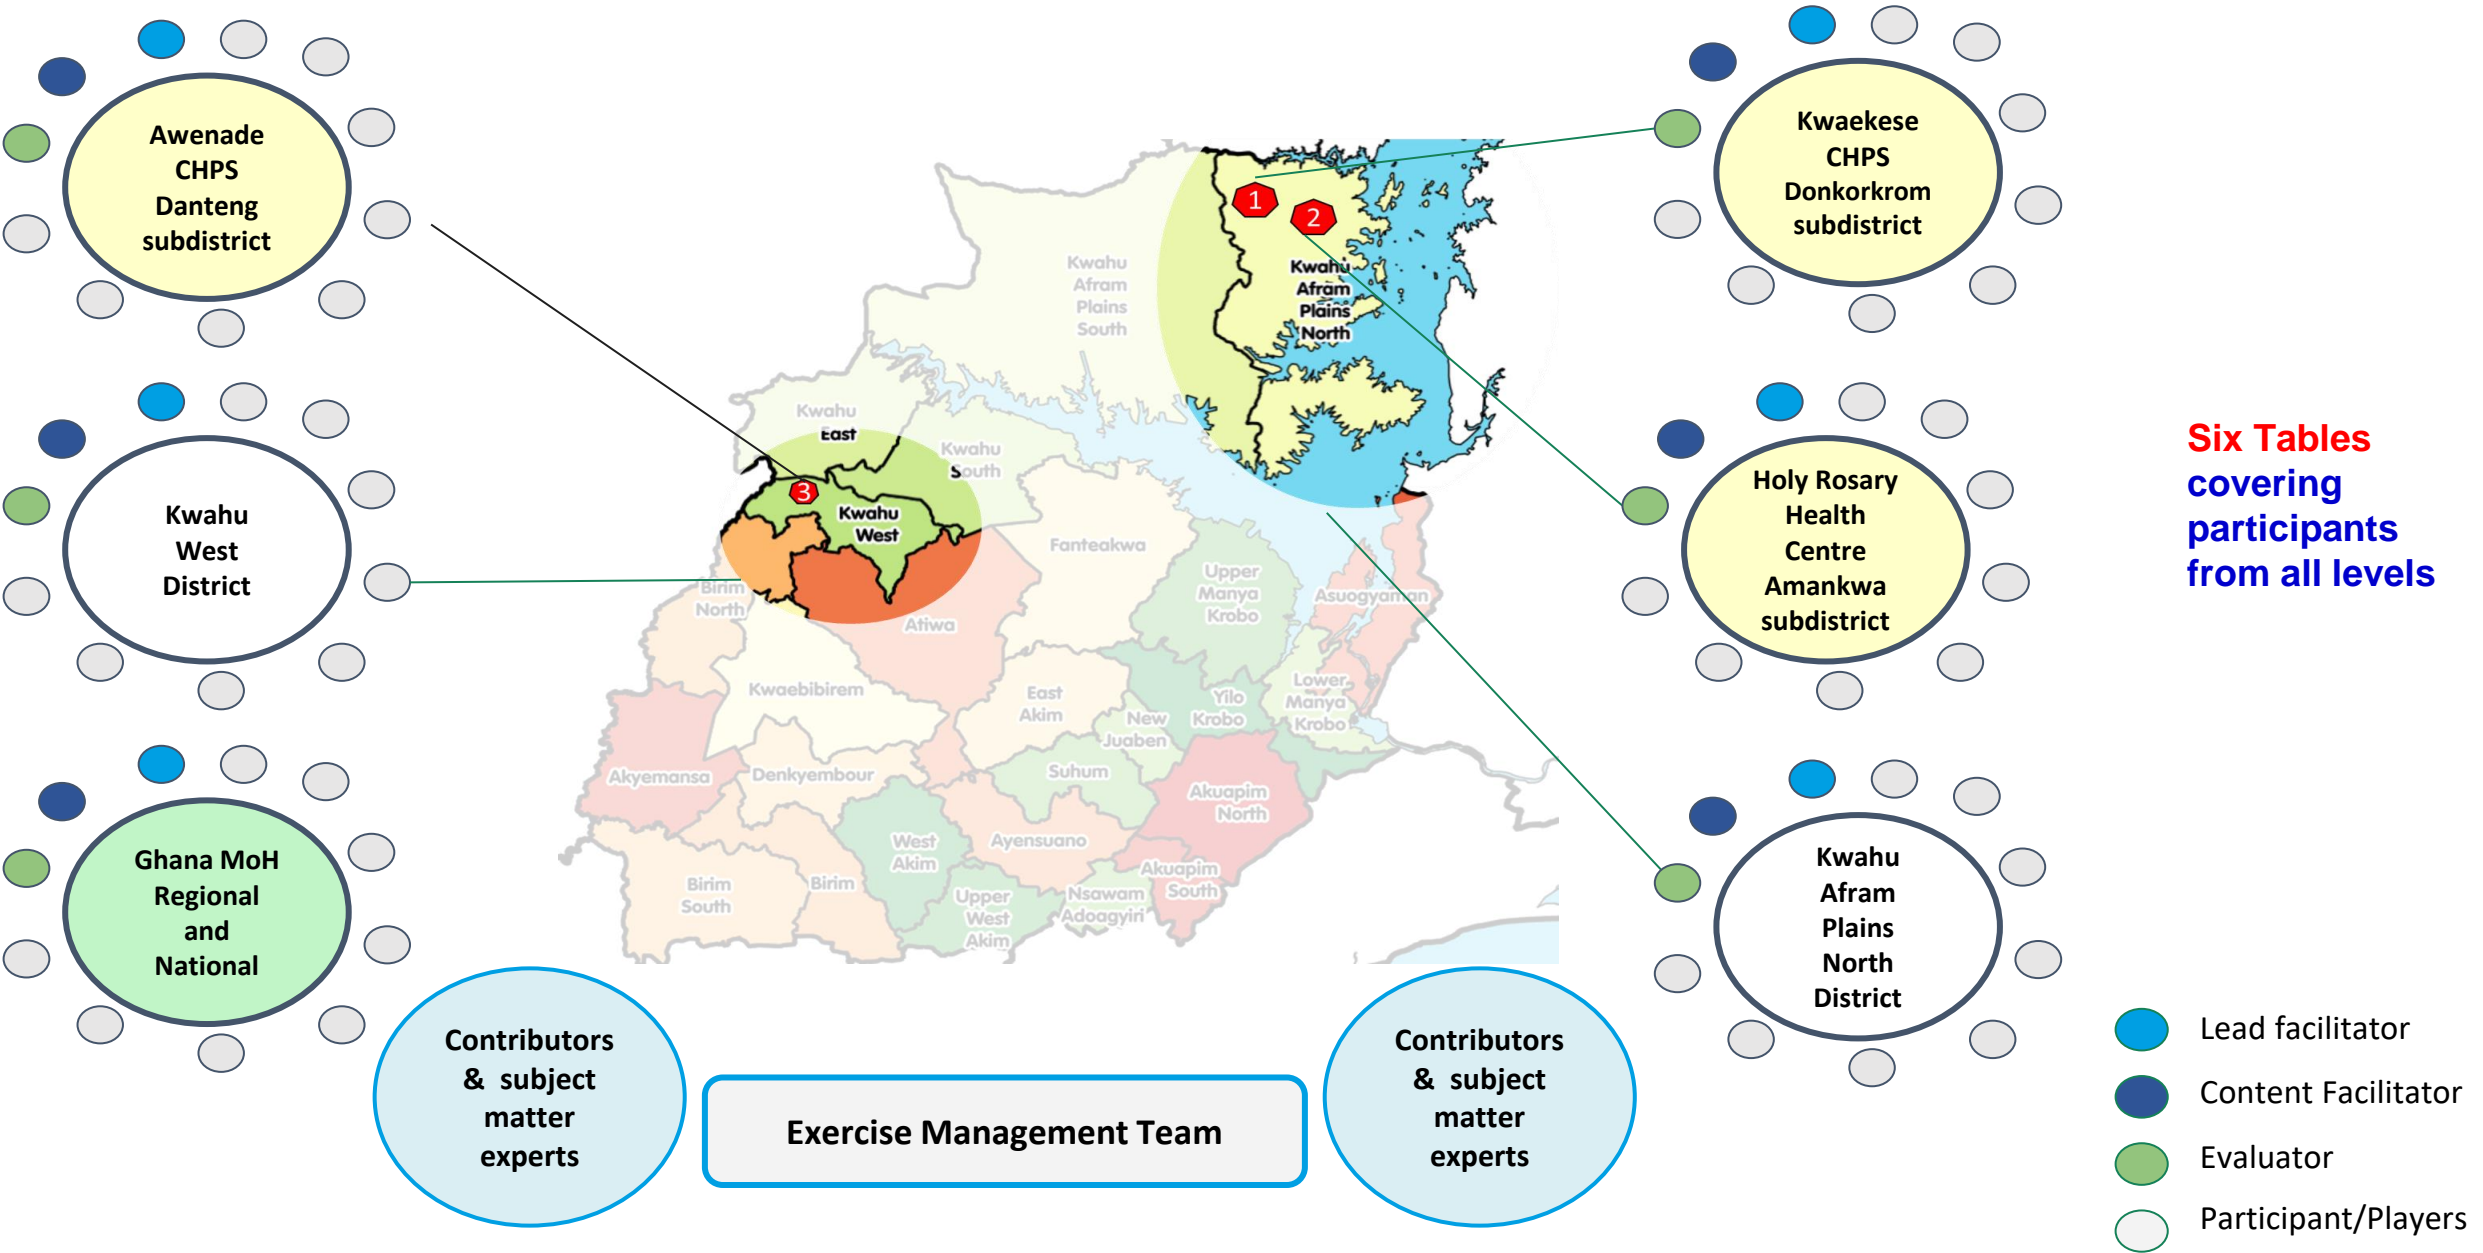 Awenade
CHPS
Danteng
subdistrict
Kwahu
West
District
Ghana MoH
Regional
and
National
Kwahu
Afram
Plains
South
1
2
Kwahu
Afram
Plains
North
Kwahu
East
Kwahu
South
3
Kwahu
West
Fanteakwa
Birim
North
Atiwa
Upper
Manya
Krobo
Asuogyaman
Kwaebibirem
East
Akim
Yilo
Krobo
Lower
Manya
Krobo
New
Juaben
Akyemansa
Denkyembour
Suhum
Akuapim
North
West
Akim
Ayensuano
Akuapim
South
Birim
South
Birim
Upper
West
Akim
Nsawam
Adoagyiri
Kwaekese
CHPS
Donkorkrom
subdistrict
Holy Rosary
Health
Centre
Amankwa
subdistrict
Kwahu
Afram
Plains
North
District
Six Tables
covering
participants
from all levels
Contributors
& subject
matter
experts
Exercise Management Team
Contributors
& subject
matter
experts
Lead facilitator
Content Facilitator
Evaluator
Participant/Players